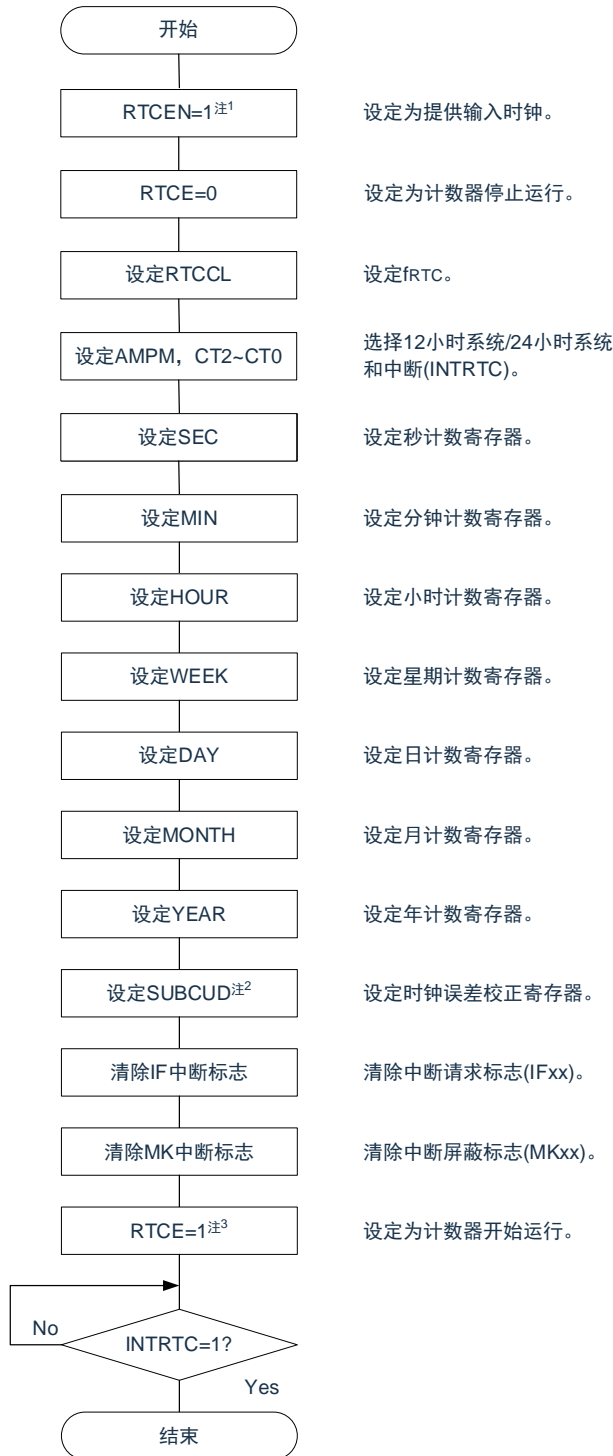 开始
RTCEN=1注1 设定为提供输入时钟。
RTCE=0 设定为计数器停止运行。
设定RTCCL 设定fRTC。
设定AMPM，CT2~CT0 选择12小时系统/24小时系统
和中断(INTRTC)。
设定SEC 设定秒计数寄存器。
设定MIN 设定分钟计数寄存器。
设定HOUR 设定小时计数寄存器。
设定WEEK 设定星期计数寄存器。
设定DAY 设定日计数寄存器。
设定MONTH 设定月计数寄存器。
设定YEAR 设定年计数寄存器。
设定SUBCUD注2 设定时钟误差校正寄存器。
清除IF中断标志 清除中断请求标志(IFxx)。
清除MK中断标志 清除中断屏蔽标志(MKxx)。
RTCE=1注3 设定为计数器开始运行。
No
INTRTC=1?
Yes
结束